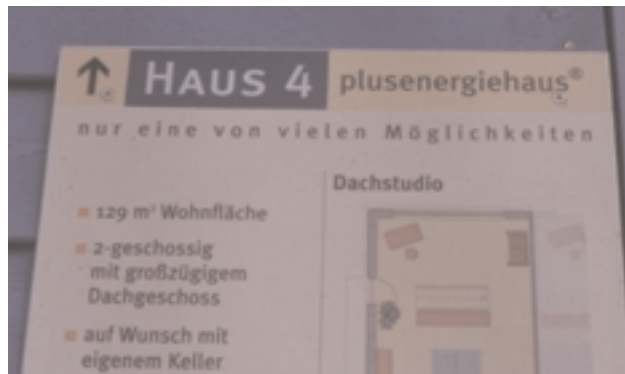 ↑ HAUS 4 plusenergiehaus®
nur eine von vielen Möglichkeiten
129 m² Wohnfläche
2-geschossig
mit großzügigem
Dachgeschoss
auf Wunsch mit
eigenem Keller
Dachstudio